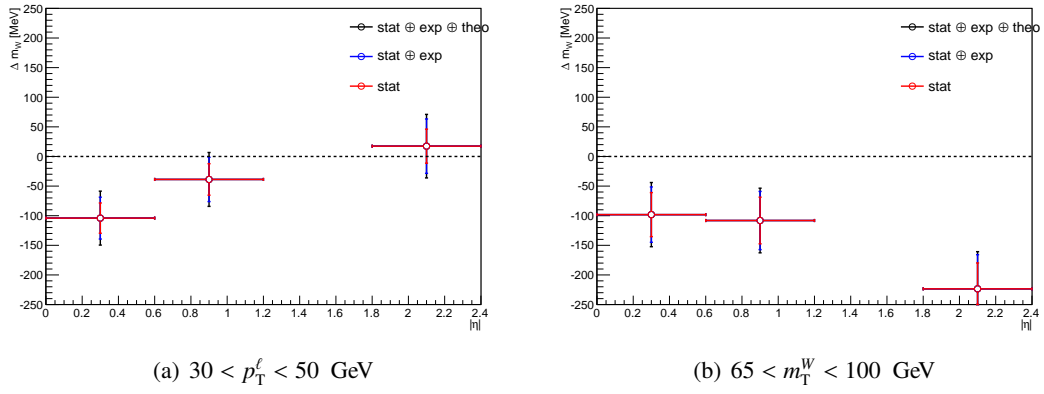 Δ m_W [MeV]
250
200
150
100
50
0
-50
-100
-150
-200
-250
0 0.2 0.4 0.6 0.8 1 1.2 1.4 1.6 1.8 2 2.2 2.4
|η|
stat ⊕ exp ⊕ theo
stat ⊕ exp
stat
(a) 30 < p_T^ℓ < 50 GeV
Δ m_W [MeV]
250
200
150
100
50
0
-50
-100
-150
-200
-250
0 0.2 0.4 0.6 0.8 1 1.2 1.4 1.6 1.8 2 2.2 2.4
|η|
stat ⊕ exp ⊕ theo
stat ⊕ exp
stat
(b) 65 < m_T^W < 100 GeV